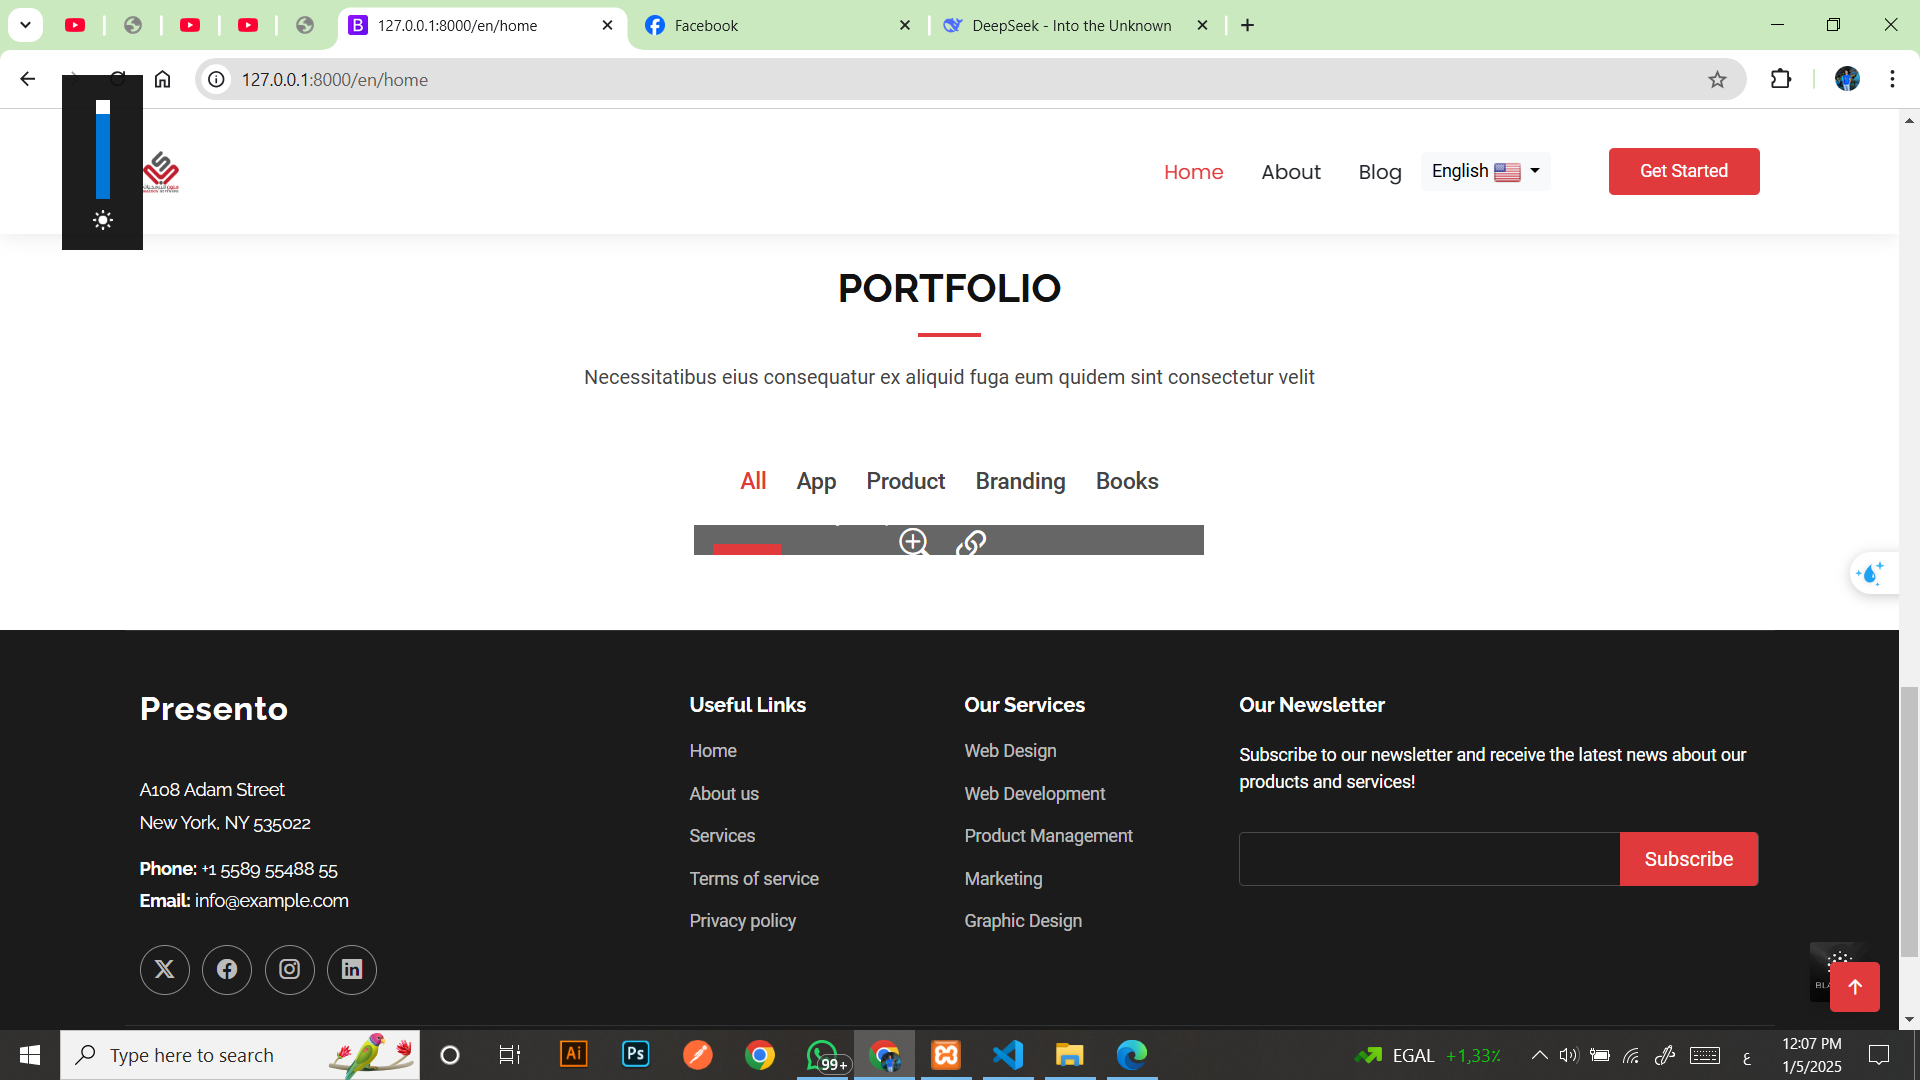 127.0.0.1:8000/en/home
Facebook
DeepSeek - Into the Unknown
127.0.0.1:8000/en/home
Home
About
Blog
English
Get Started
PORTFOLIO
Necessitatibus eius consequatur ex aliquid fuga eum quidem sint consectetur velit
All
App
Product
Branding
Books
Presento
A108 Adam Street
New York, NY 535022
Phone: +1 5589 55488 55
Email: info@example.com
Useful Links
Home
About us
Services
Terms of service
Privacy policy
Our Services
Web Design
Web Development
Product Management
Marketing
Graphic Design
Our Newsletter
Subscribe to our newsletter and receive the latest news about our
products and services!
Subscribe
Type here to search
Ai
Ps
99+
EGAL +1,33٪
ع
12:07 PM
1/5/2025